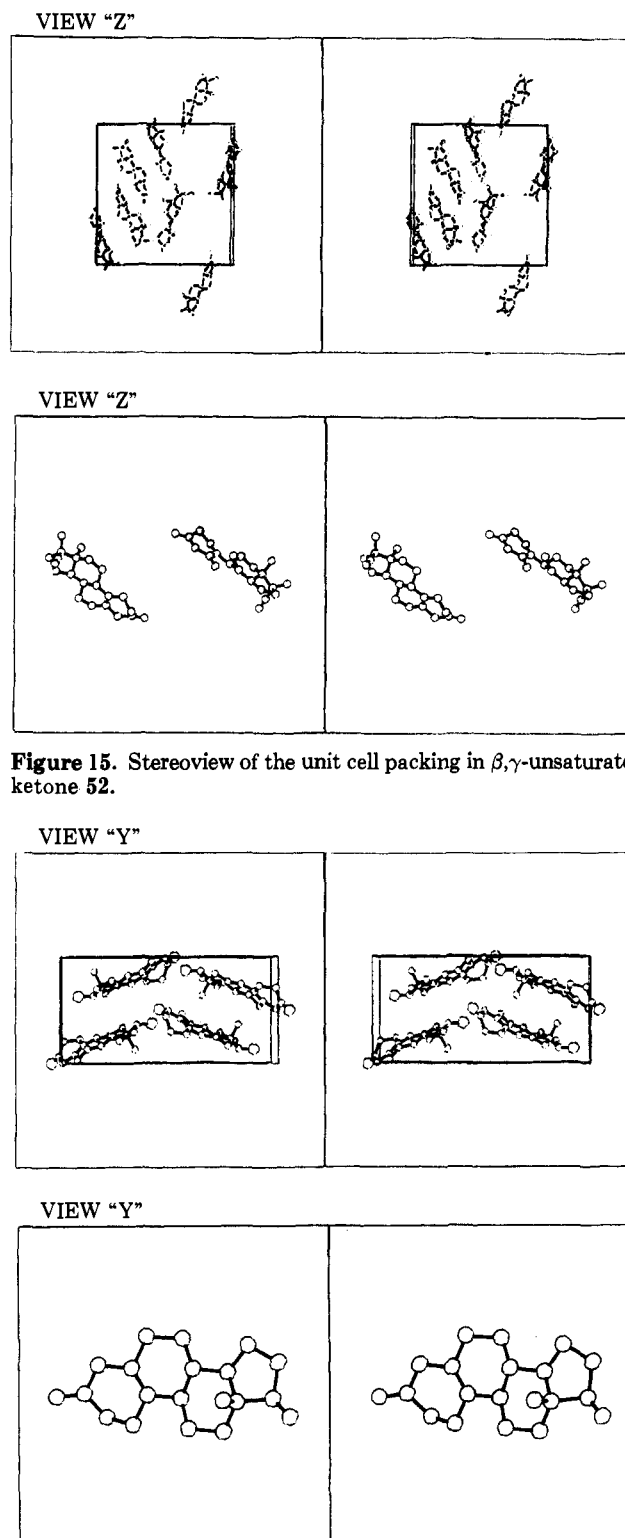 VIEW “Z”
VIEW “Z”
Figure 15. Stereoview of the unit cell packing in β,γ-unsaturate
ketone 52.
VIEW “Y”
VIEW “Y”